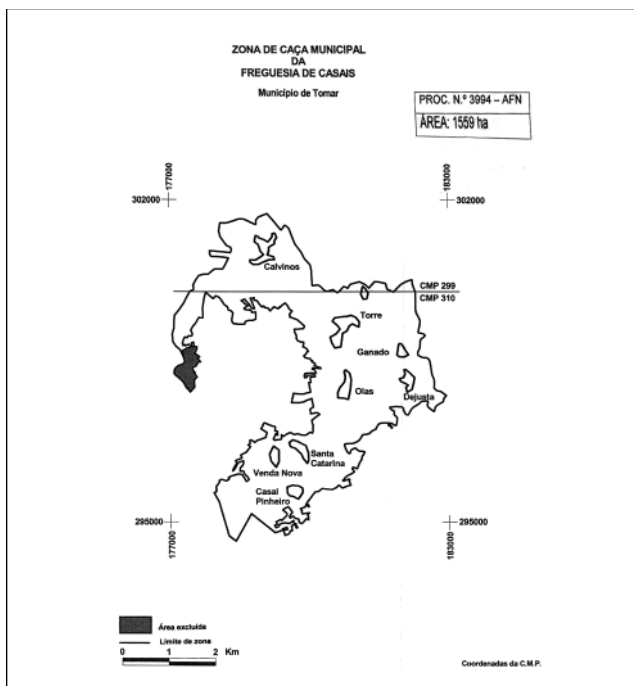 ZONA DE CAÇA MUNICIPAL
DA
FREGUESIA DE CASAIS
Município de Tomar
PROC. N.º 3994 – AFN
ÁREA: 1559 ha
177000
183000
302000
302000
Calvinos
CMP 299
CMP 310
Torre
Ganado
Olas
Dejusta
Santa
Catarina
Venda Nova
Casal
Pinheiro
295000
295000
177000
183000
Área excluída
Limite de zona
0 1 2 Km
Coordenadas da C.M.P.